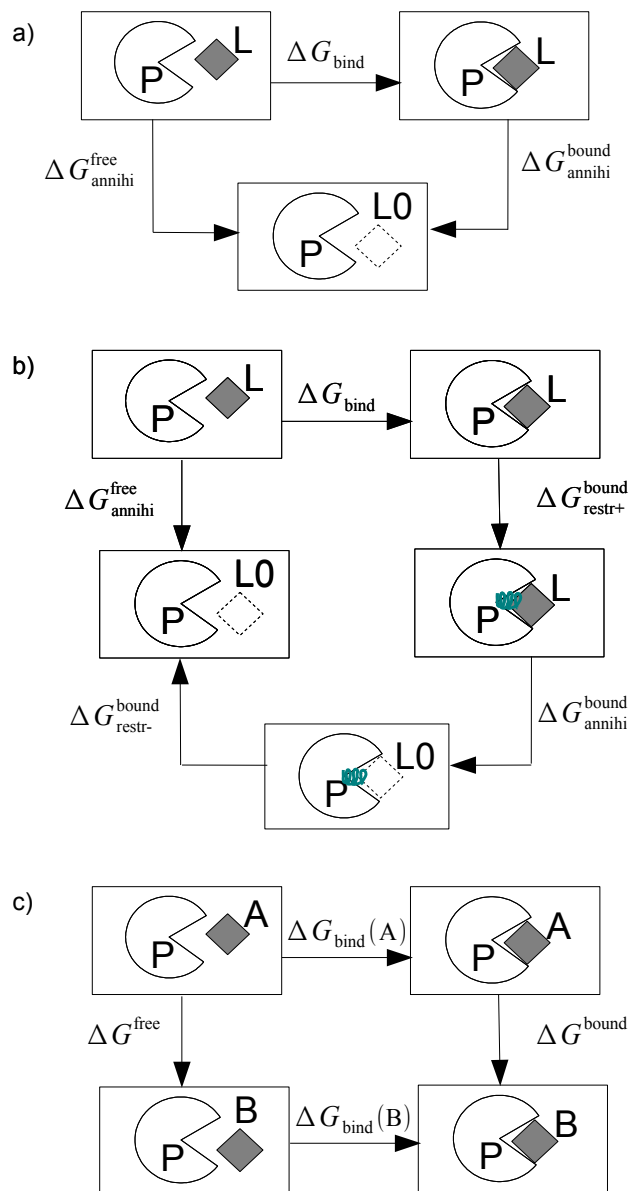 a)
P L
ΔG_bind
P L
ΔG^free_annihi
ΔG^bound_annihi
P L0
b)
P L
ΔG_bind
P L
ΔG^free_annihi
ΔG^bound_restr+
P L0
P L
ΔG^bound_restr-
ΔG^bound_annihi
P L0
c)
P A
ΔG_bind(A)
P A
ΔG^free
ΔG^bound
P B
ΔG_bind(B)
P B